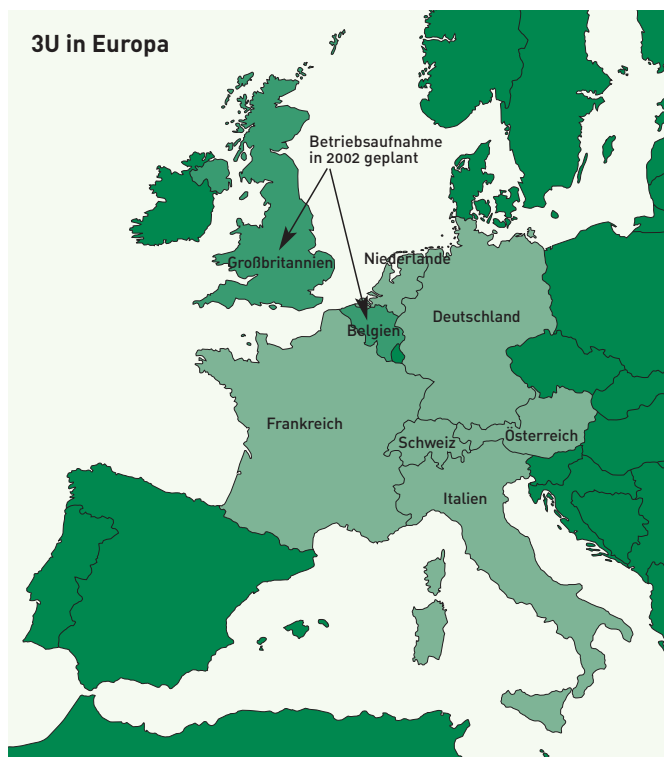 3U in Europa
Betriebsaufnahme
in 2002 geplant
Großbritannien
Niederlande
Deutschland
Belgien
Frankreich
Schweiz
Österreich
Italien